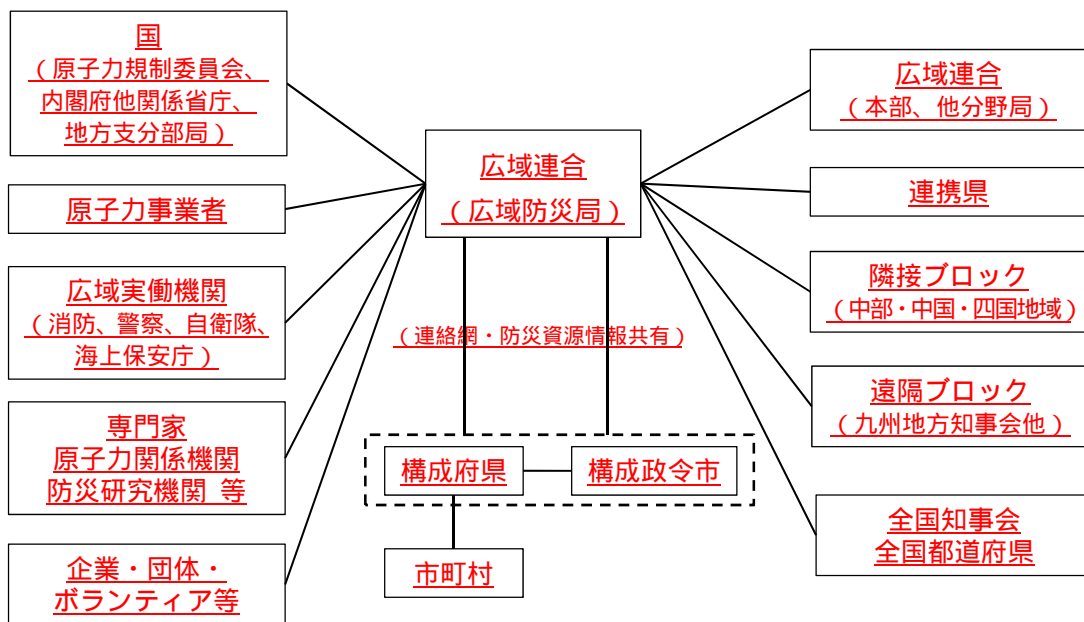 国
（原子力規制委員会、
内閣府他関係省庁、
地方支分部局）
原子力事業者
広域実働機関
（消防、警察、自衛隊、
海上保安庁）
専門家
原子力関係機関
防災研究機関 等
企業・団体・
ボランティア等
広域連合
（広域防災局）
（連絡網・防災資源情報共有）
構成府県
構成政令市
市町村
広域連合
（本部、他分野局）
連携県
隣接ブロック
（中部・中国・四国地域）
遠隔ブロック
（九州地方知事会他）
全国知事会
全国都道府県